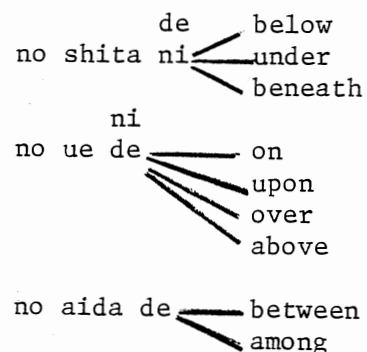 de below
no shita ni under
beneath
ni
no ue de on
upon
over
above
no aida de between
among